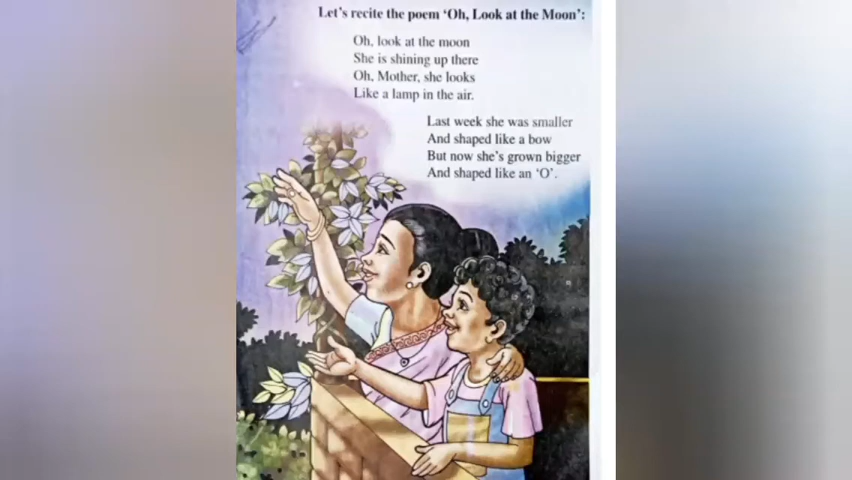 Let's recite the poem 'Oh, Look at the Moon':
Oh, look at the moon
She is shining up there
Oh, Mother, she looks
Like a lamp in the air.
Last week she was smaller
And shaped like a bow
But now she's grown bigger
And shaped like an 'O'.